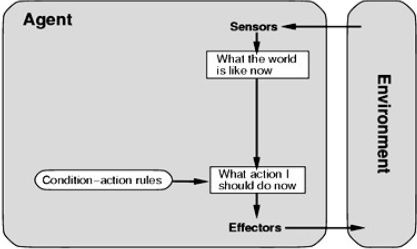 Agent
Sensors
What the world
is like now
Environment
Condition−action rules
What action I
should do now
Effectors